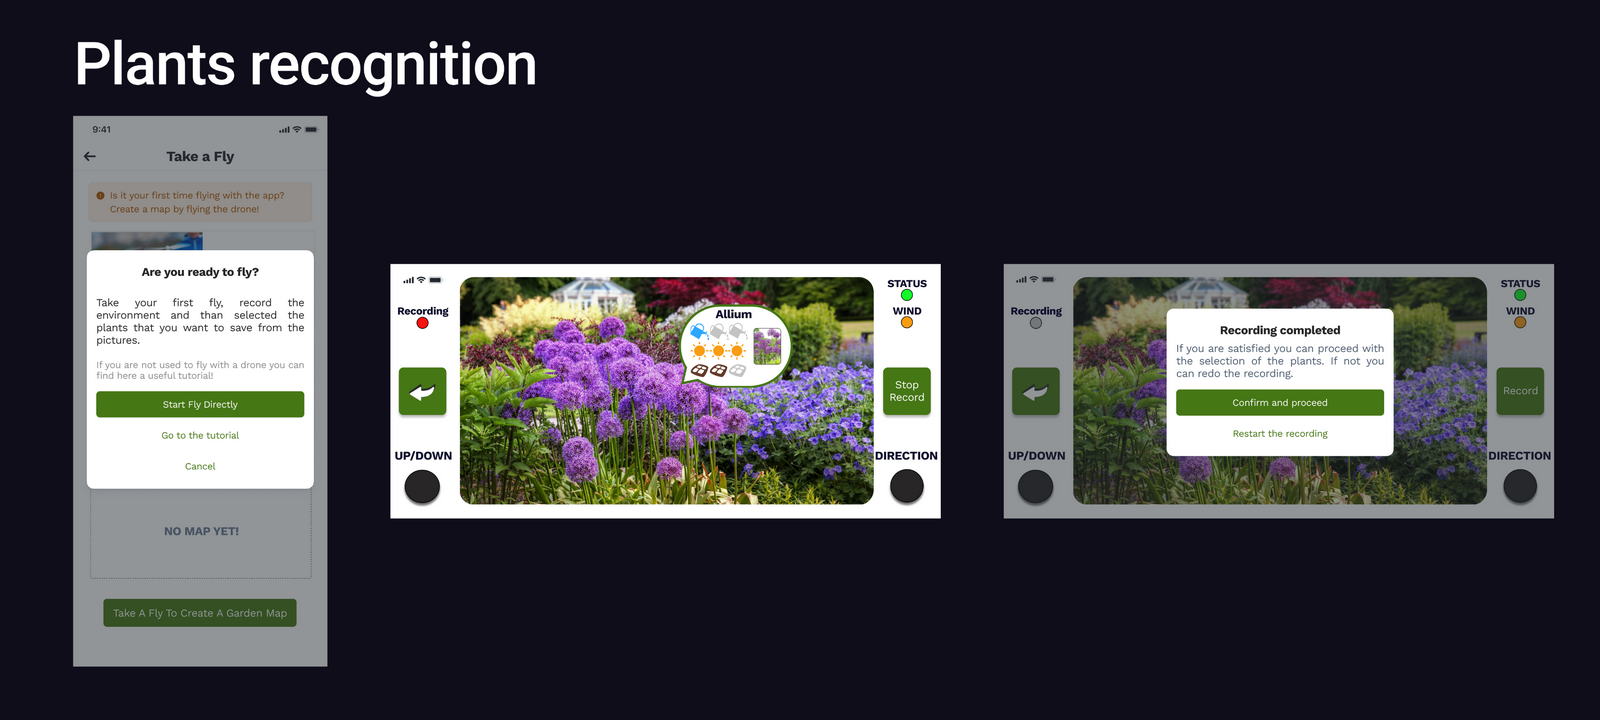 Plants recognition
9:41
Take a Fly
Is it your first time flying with the app?
Create a map by flying the drone!
Are you ready to fly?
Take your first fly, record the
environment and than selected the
plants that you want to save from the
pictures.
If you are not used to fly with a drone you can
find here a useful tutorial!
Start Fly Directly
Go to the tutorial
Cancel
NO MAP YET!
Take A Fly To Create A Garden Map
Recording
UP/DOWN
Allium
STATUS
WIND
Stop
Record
DIRECTION
Recording
UP/DOWN
Recording completed
If you are satisfied you can proceed with
the selection of the plants. If not you
can redo the recording.
Confirm and proceed
Restart the recording
STATUS
WIND
Record
DIRECTION